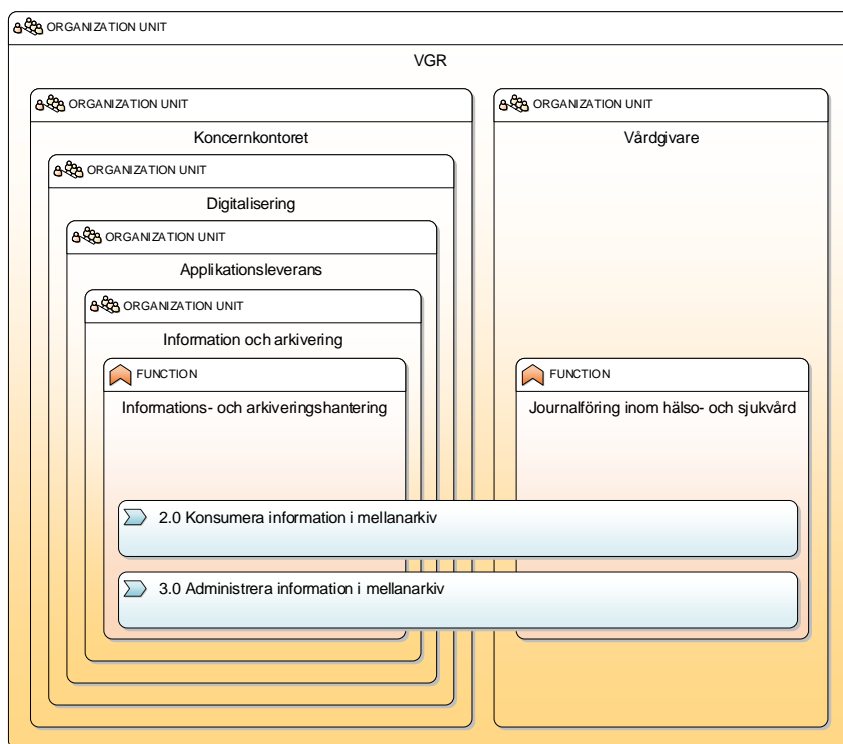 ORGANIZATION UNIT
VGR
ORGANIZATION UNIT
Koncernkontoret
ORGANIZATION UNIT
Digitalisering
ORGANIZATION UNIT
Applikationsleverans
ORGANIZATION UNIT
Information och arkivering
FUNCTION
Informations- och arkiveringshantering
ORGANIZATION UNIT
Vårdgivare
FUNCTION
Journalföring inom hälso- och sjukvård
2.0 Konsumera information i mellanarkiv
3.0 Administrera information i mellanarkiv